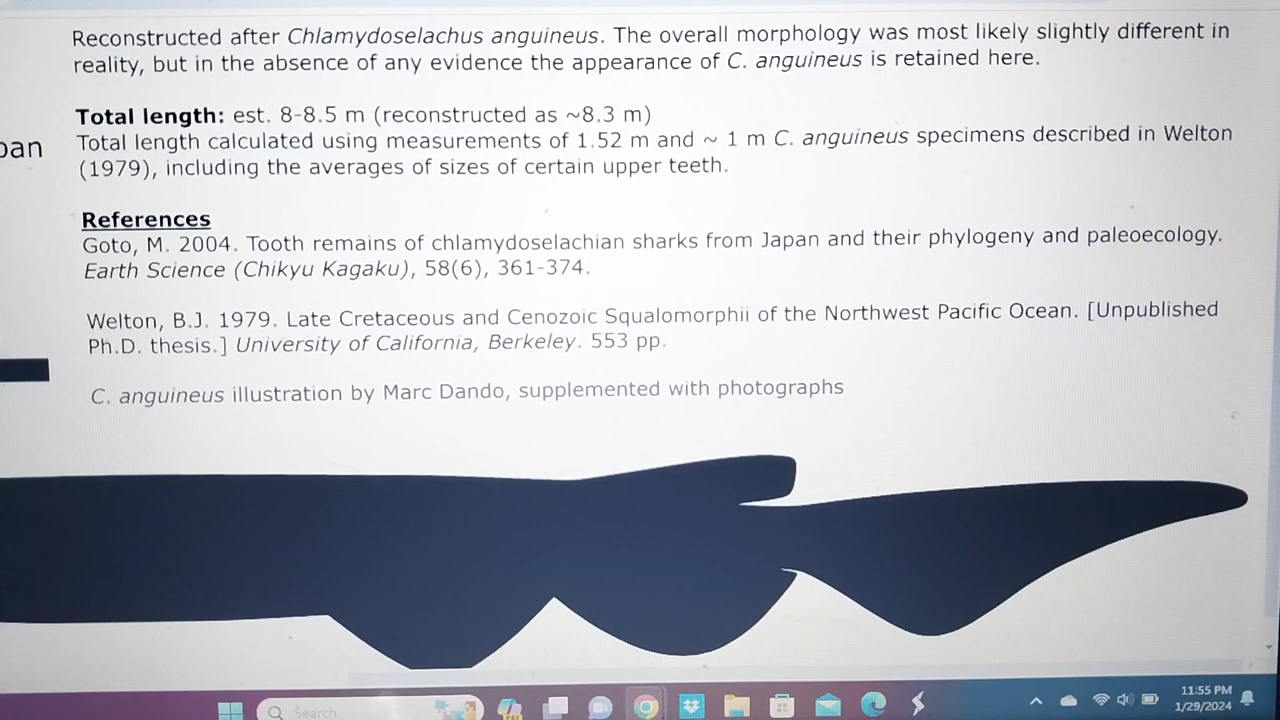 Reconstructed after Chlamydoselachus anguineus. The overall morphology was most likely slightly different in
reality, but in the absence of any evidence the appearance of C. anguineus is retained here.
Total length: est. 8-8.5 m (reconstructed as ~8.3 m)
pan
Total length calculated using measurements of 1.52 m and ~ 1 m C. anguineus specimens described in Welton
(1979), including the averages of sizes of certain upper teeth.
References
Goto, M. 2004. Tooth remains of chlamydoselachian sharks from Japan and their phylogeny and paleoecology.
Earth Science (Chikyu Kagaku), 58(6), 361-374.
Welton, B.J. 1979. Late Cretaceous and Cenozoic Squalomorphii of the Northwest Pacific Ocean. [Unpublished
Ph.D. thesis.] University of California, Berkeley. 553 pp.
C. anguineus illustration by Marc Dando, supplemented with photographs
Search
11:55 PM
1/29/2024